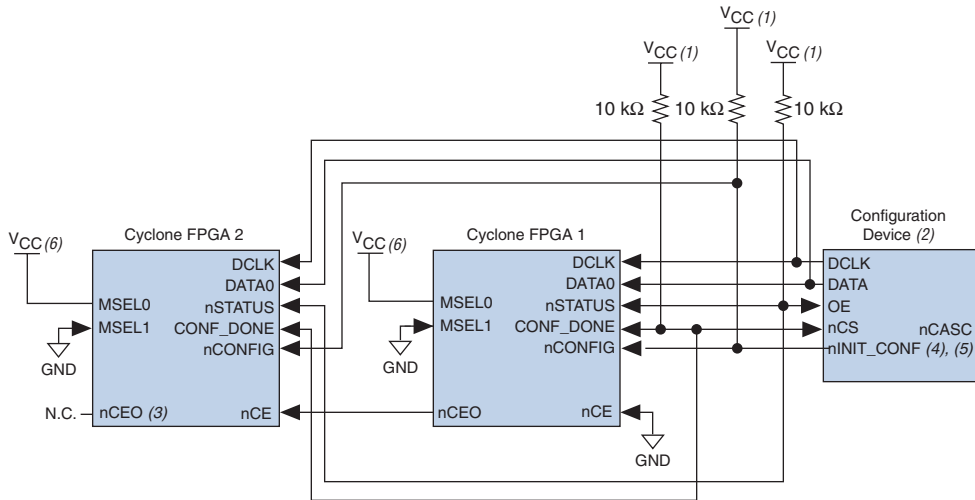 VCC (1)
VCC (1)
VCC (1)
10 kΩ
10 kΩ
10 kΩ
Cyclone FPGA 2
VCC (6)
MSEL0
MSEL1
GND
N.C.
nCEO (3)
DCLK
DATA0
nSTATUS
CONF_DONE
nCONFIG
nCE
Cyclone FPGA 1
VCC (6)
MSEL0
MSEL1
GND
nCEO
DCLK
DATA0
nSTATUS
CONF_DONE
nCONFIG
nCE
GND
Configuration
Device (2)
DCLK
DATA
OE
nCS
nCASC
nINIT_CONF (4), (5)